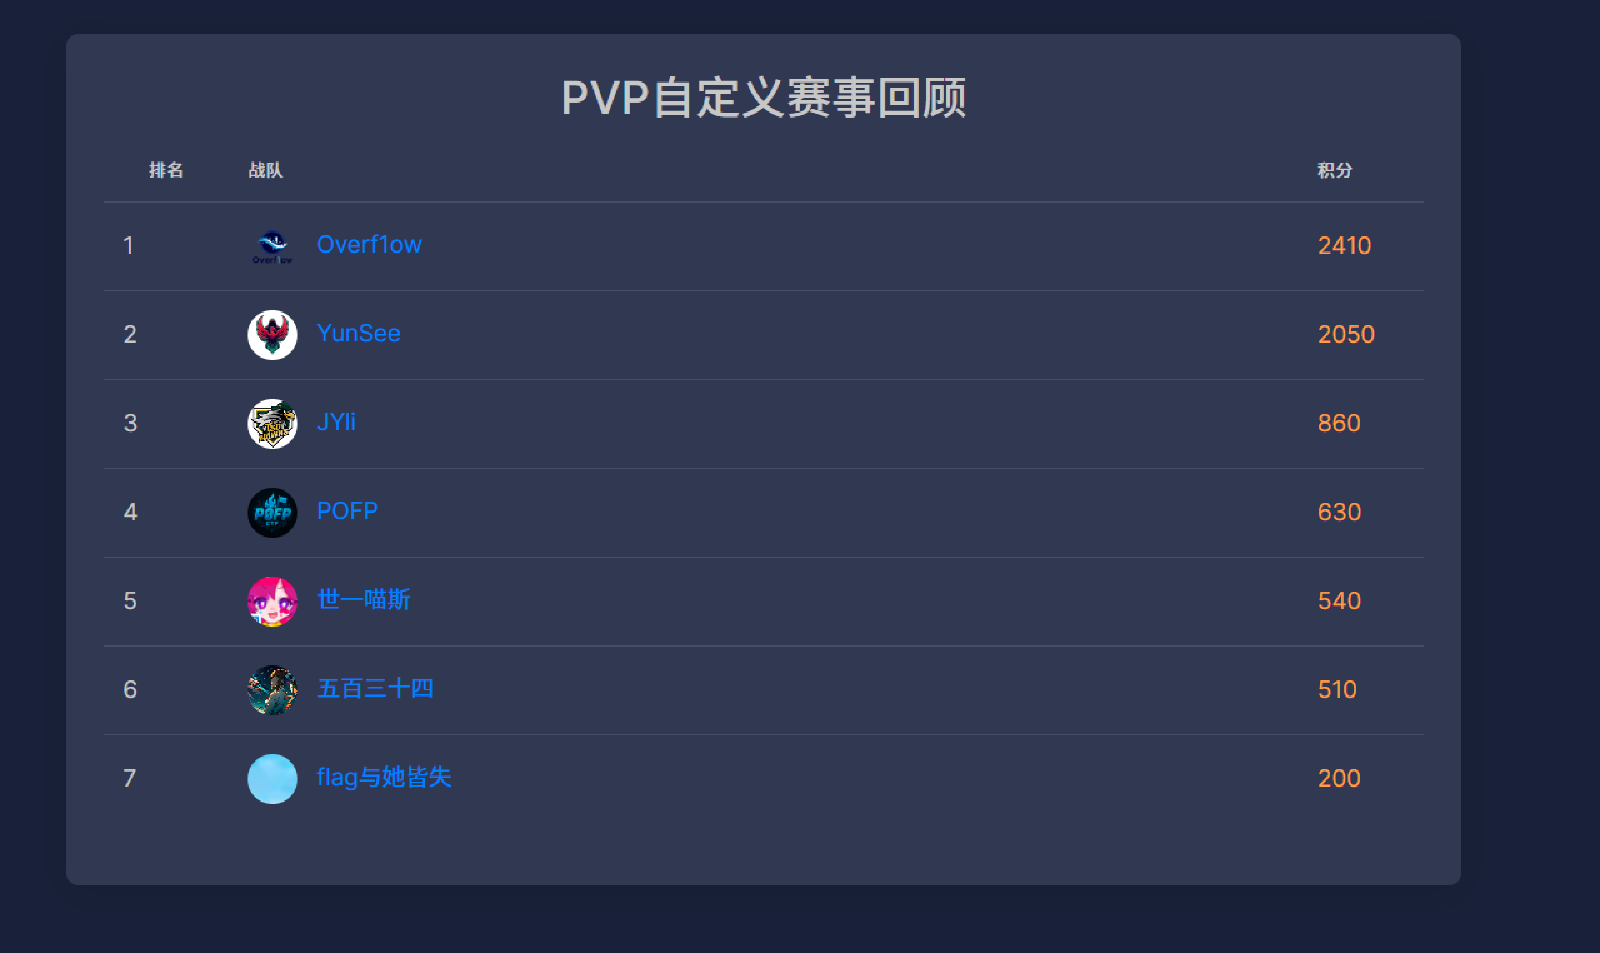 PVP自定义赛事回顾
排名 战队 积分
1 Overf1ow Overf1ow 2410
2 YunSee 2050
3 JYli 860
4 POFP POFP 630
5 世一喵斯 540
6 五百三十四 510
7 flag与她皆失 200